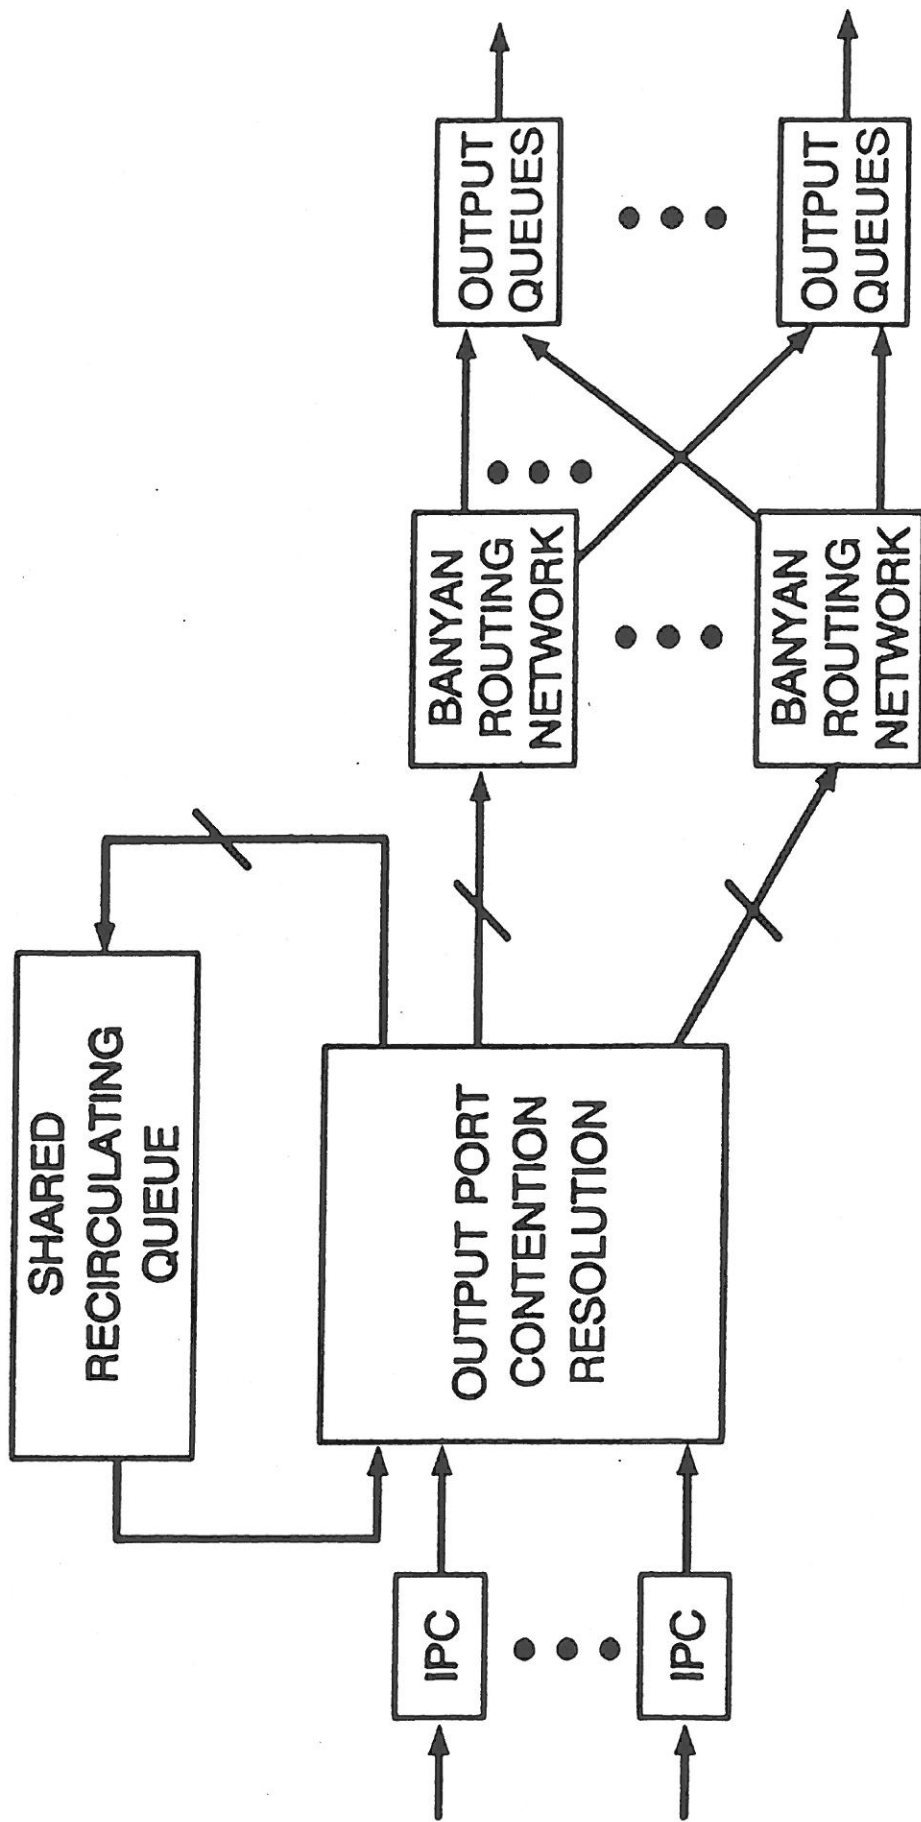 SHARED
RECIRCULATING
QUEUE
IPC
IPC
OUTPUT PORT
CONTENTION
RESOLUTION
BANYAN
ROUTING
NETWORK
BANYAN
ROUTING
NETWORK
OUTPUT
QUEUES
OUTPUT
QUEUES